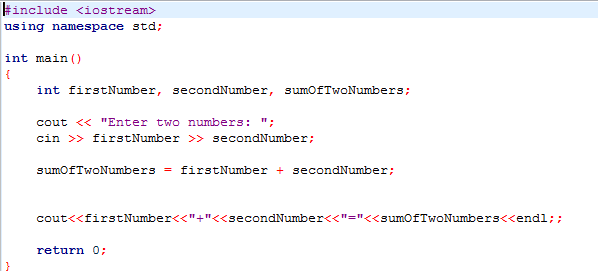 #include <iostream>
using namespace std;
int main()
{
int firstNumber, secondNumber, sumOfTwoNumbers;
cout << "Enter two numbers: ";
cin >> firstNumber >> secondNumber;
sumOfTwoNumbers = firstNumber + secondNumber;
cout<<firstNumber<<"+"<<secondNumber<<"="<<sumOfTwoNumbers<<endl;;
return 0;
}